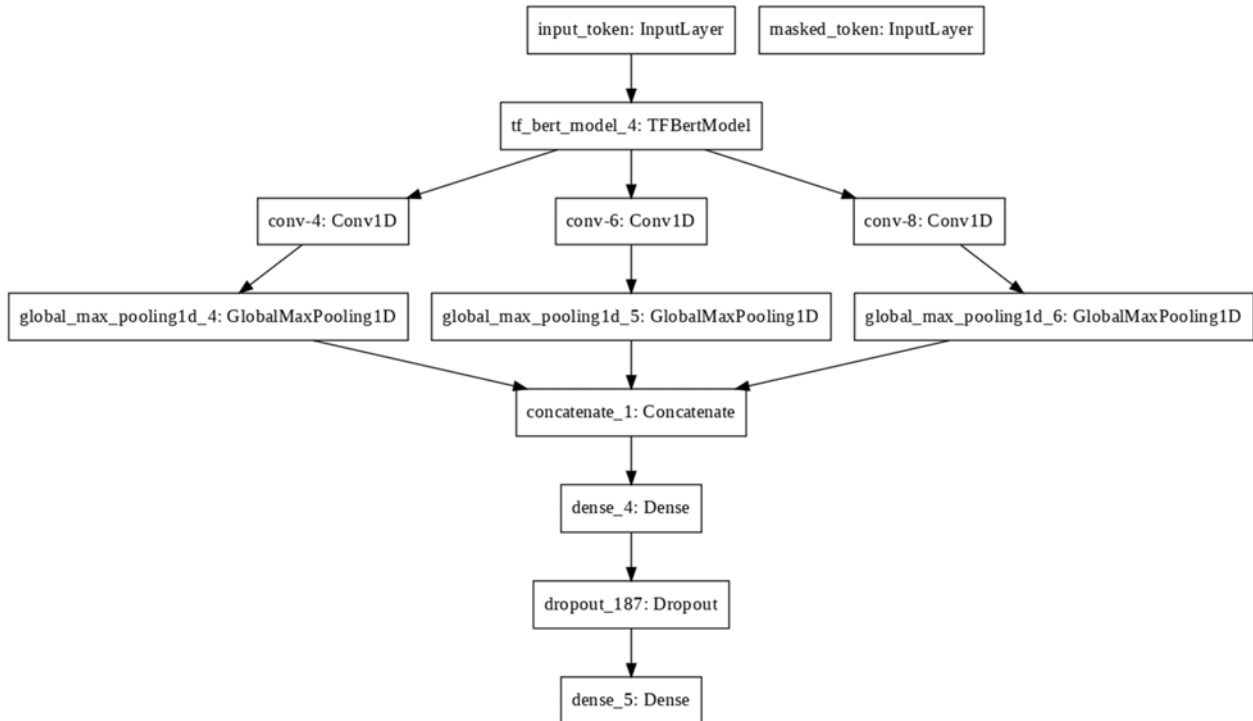 input_token: InputLayer
masked_token: InputLayer
tf_bert_model_4: TFBertModel
conv-4: Conv1D
conv-6: Conv1D
conv-8: Conv1D
global_max_pooling1d_4: GlobalMaxPooling1D
global_max_pooling1d_5: GlobalMaxPooling1D
global_max_pooling1d_6: GlobalMaxPooling1D
concatenate_1: Concatenate
dense_4: Dense
dropout_187: Dropout
dense_5: Dense